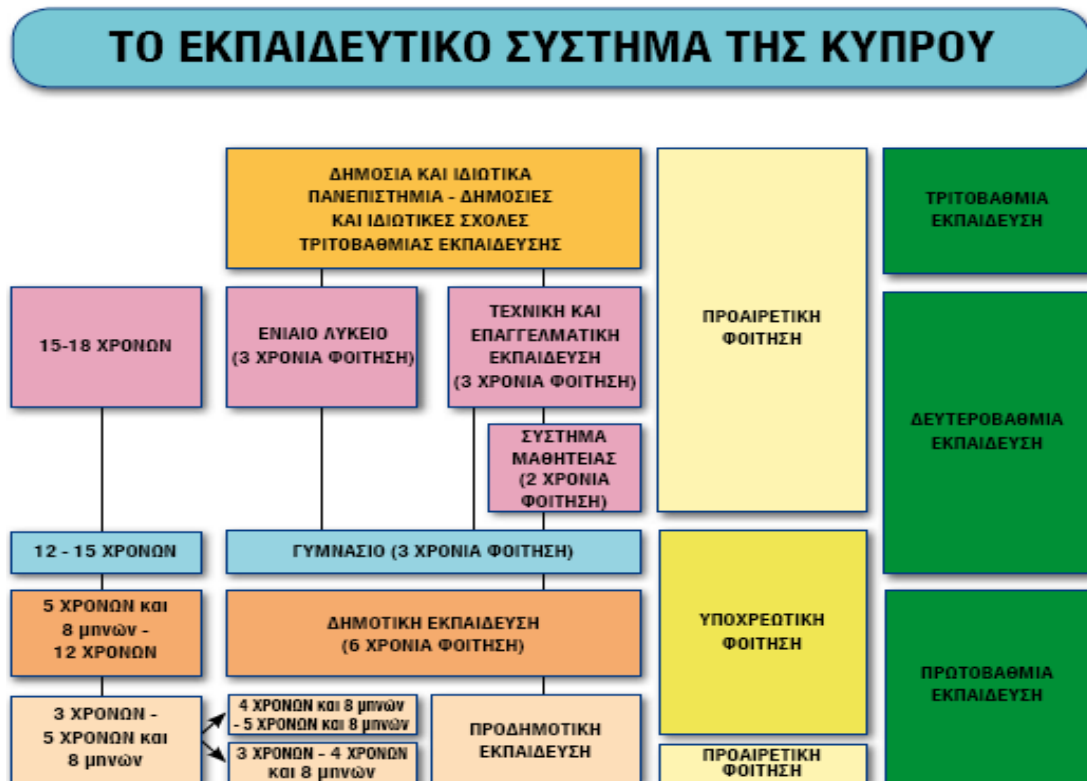 ΤΟ ΕΚΠΑΙΔΕΥΤΙΚΟ ΣΥΣΤΗΜΑ ΤΗΣ ΚΥΠΡΟΥ
ΔΗΜΟΣΙΑ ΚΑΙ ΙΔΙΩΤΙΚΑ
ΠΑΝΕΠΙΣΤΗΜΙΑ - ΔΗΜΟΣΙΕΣ
ΚΑΙ ΙΔΙΩΤΙΚΕΣ ΣΧΟΛΕΣ
ΤΡΙΤΟΒΑΘΜΙΑΣ ΕΚΠΑΙΔΕΥΣΗΣ
ΠΡΟΑΙΡΕΤΙΚΗ
ΦΟΙΤΗΣΗ
ΤΡΙΤΟΒΑΘΜΙΑ
ΕΚΠΑΙΔΕΥΣΗ
15-18 ΧΡΟΝΩΝ
ΕΝΙΑΙΟ ΛΥΚΕΙΟ
(3 ΧΡΟΝΙΑ ΦΟΙΤΗΣΗ)
ΤΕΧΝΙΚΗ ΚΑΙ
ΕΠΑΓΓΕΛΜΑΤΙΚΗ
ΕΚΠΑΙΔΕΥΣΗ
(3 ΧΡΟΝΙΑ ΦΟΙΤΗΣΗ)
ΣΥΣΤΗΜΑ
ΜΑΘΗΤΕΙΑΣ
(2 ΧΡΟΝΙΑ
ΦΟΙΤΗΣΗ)
ΔΕΥΤΕΡΟΒΑΘΜΙΑ
ΕΚΠΑΙΔΕΥΣΗ
12 - 15 ΧΡΟΝΩΝ
ΓΥΜΝΑΣΙΟ (3 ΧΡΟΝΙΑ ΦΟΙΤΗΣΗ)
5 ΧΡΟΝΩΝ και
8 μηνών -
12 ΧΡΟΝΩΝ
ΔΗΜΟΤΙΚΗ ΕΚΠΑΙΔΕΥΣΗ
(6 ΧΡΟΝΙΑ ΦΟΙΤΗΣΗ)
ΥΠΟΧΡΕΩΤΙΚΗ
ΦΟΙΤΗΣΗ
ΠΡΩΤΟΒΑΘΜΙΑ
ΕΚΠΑΙΔΕΥΣΗ
3 ΧΡΟΝΩΝ -
5 ΧΡΟΝΩΝ και
8 μηνών
4 ΧΡΟΝΩΝ και 8 μηνών
- 5 ΧΡΟΝΩΝ και 8 μηνών
3 ΧΡΟΝΩΝ - 4 ΧΡΟΝΩΝ
και 8 μηνών
ΠΡΟΔΗΜΟΤΙΚΗ
ΕΚΠΑΙΔΕΥΣΗ
ΠΡΟΑΙΡΕΤΙΚΗ
ΦΟΙΤΗΣΗ